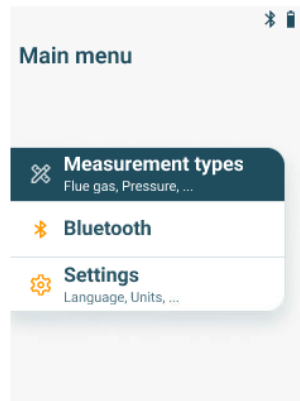 Main menu
Measurement types
Flue gas, Pressure, ...
Bluetooth
Settings
Language, Units, ...